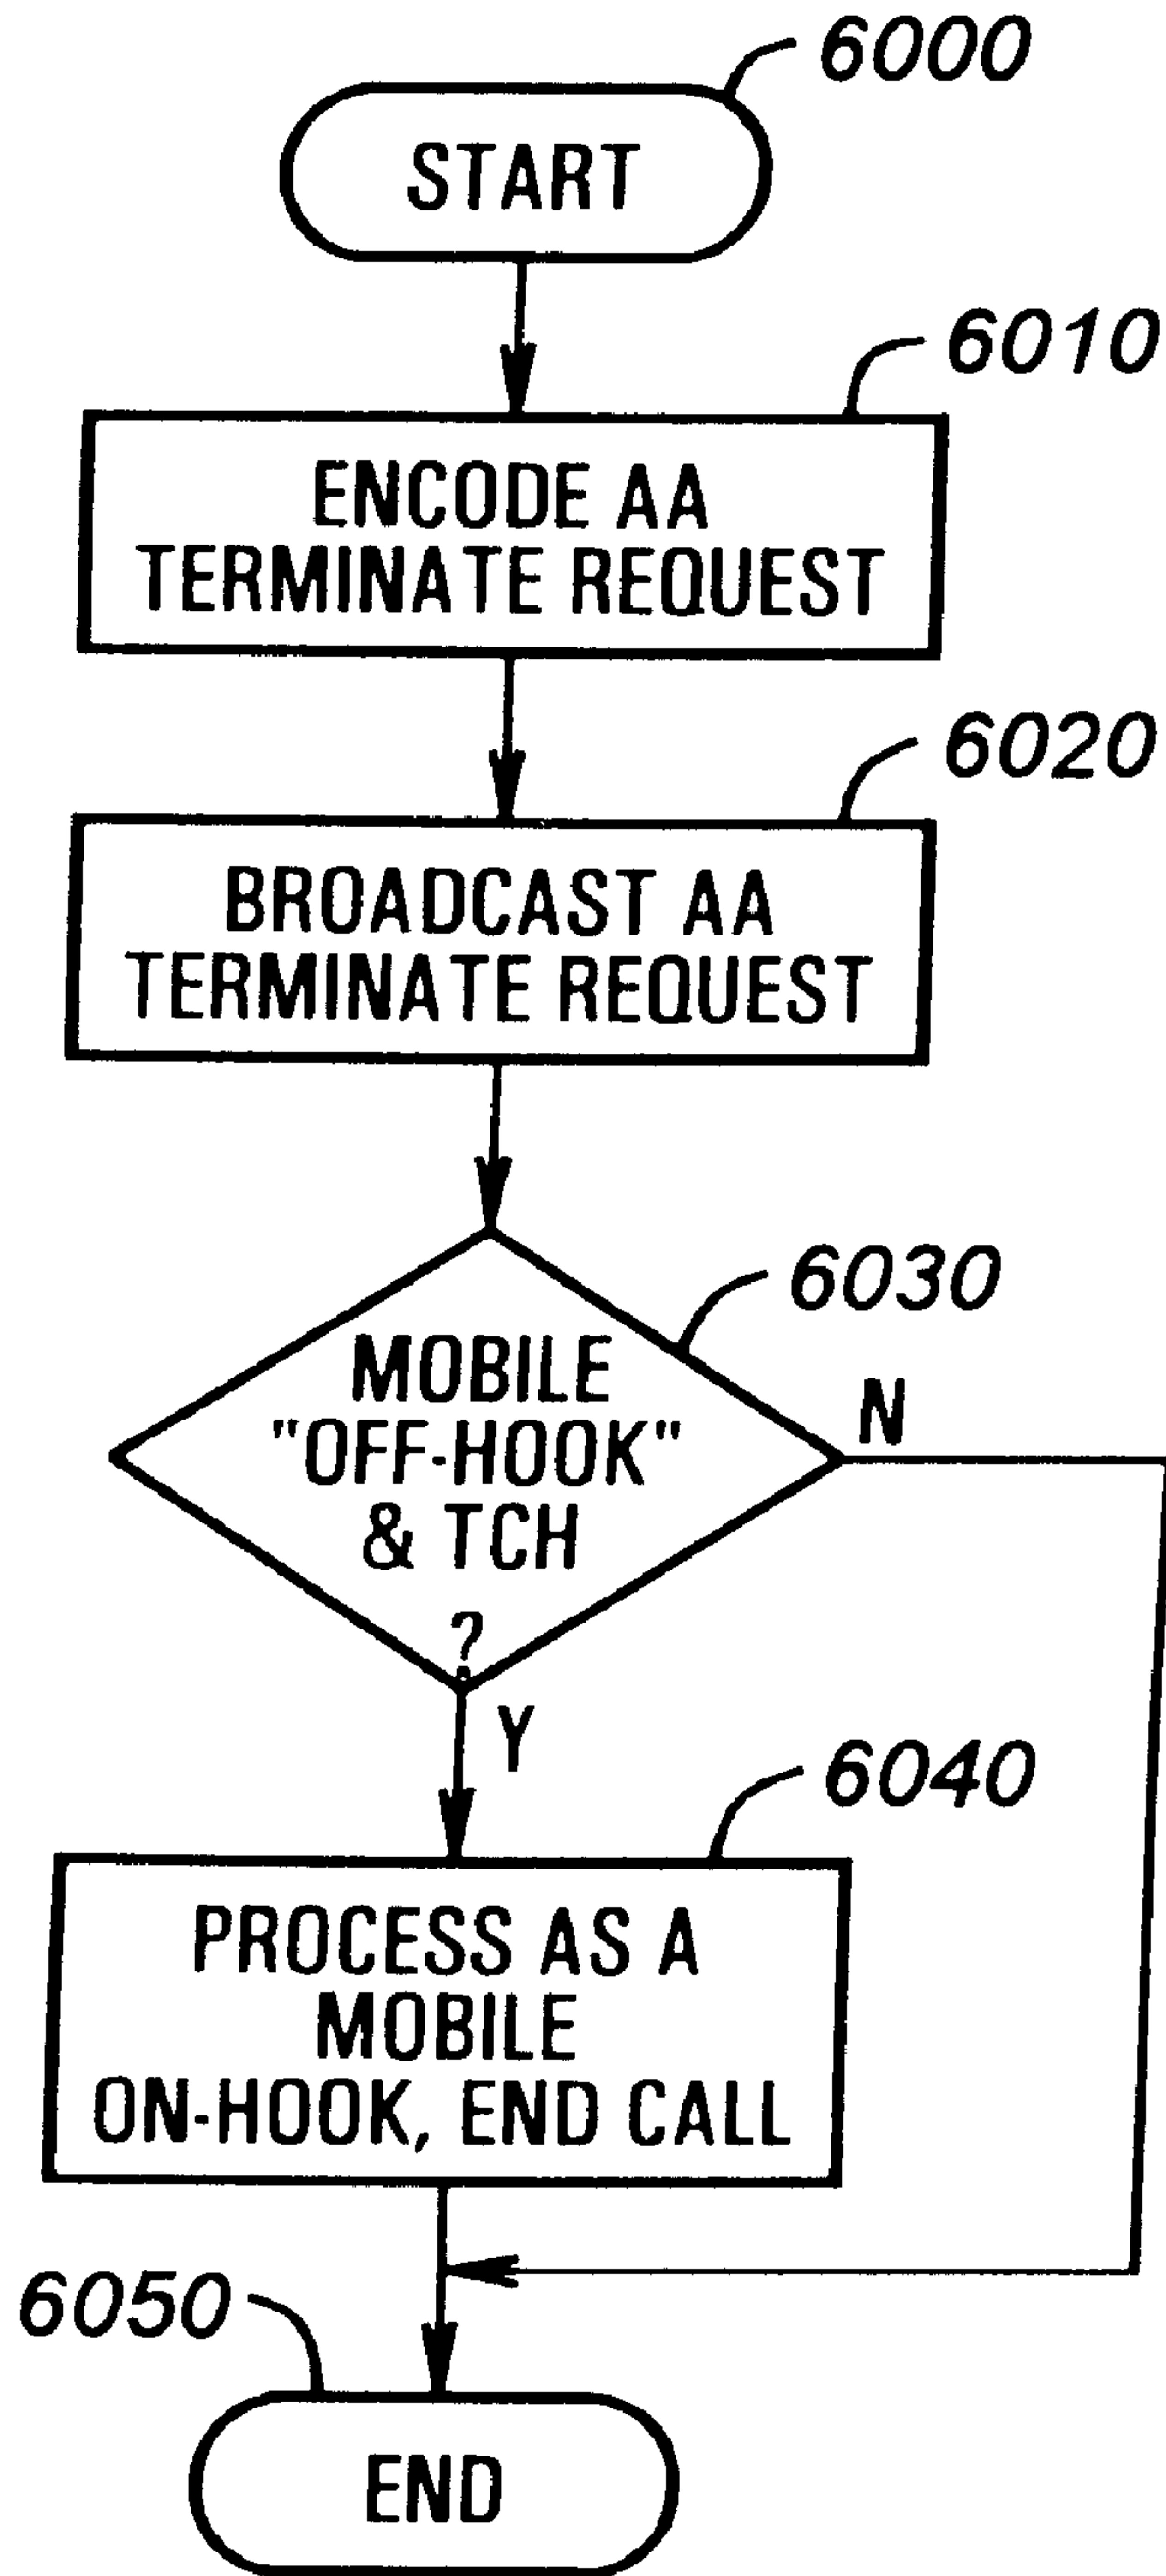 6000
START
6010
ENCODE AA
TERMINATE REQUEST
6020
BROADCAST AA
TERMINATE REQUEST
6030
MOBILE
"OFF-HOOK"
& TCH
?
N
Y
6040
PROCESS AS A
MOBILE
ON-HOOK, END CALL
6050
END